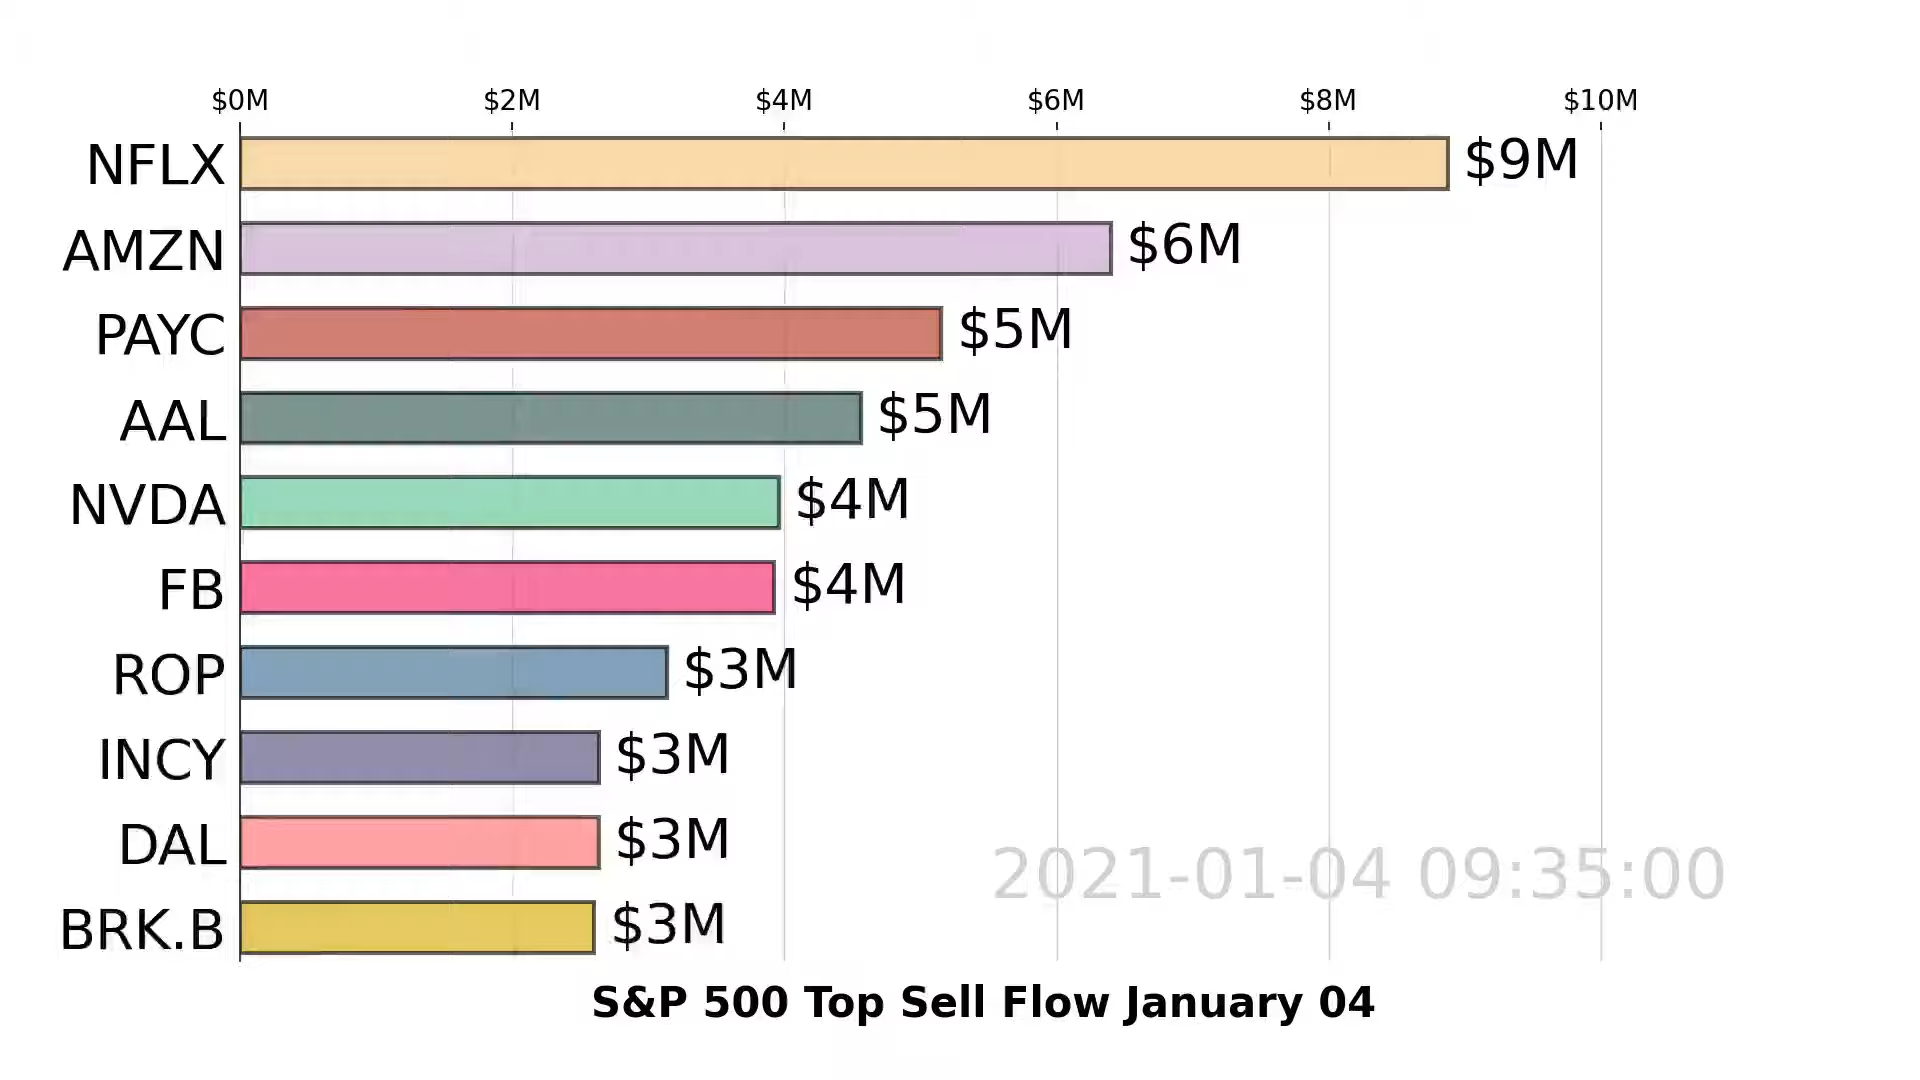 $0M $2M $4M $6M $8M $10M
NFLX $9M
AMZN $6M
PAYC $5M
AAL $5M
NVDA $4M
FB $4M
ROP $3M
INCY $3M
DAL $3M
2021-01-04 09:35:00
BRK.B $3M
S&P 500 Top Sell Flow January 04